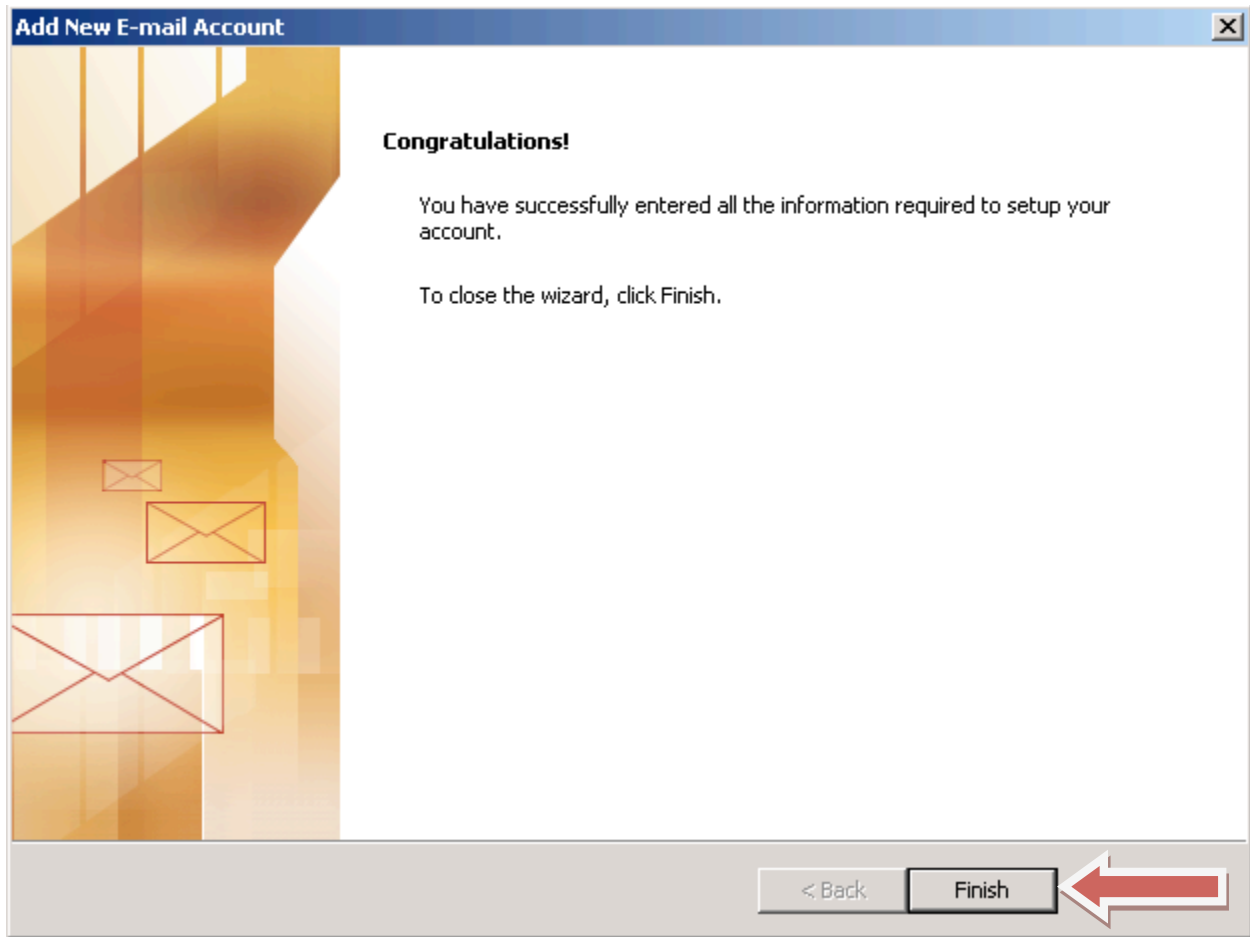 Add New E-mail Account
Congratulations!
You have successfully entered all the information required to setup your
account.
To close the wizard, click Finish.
< Back
Finish